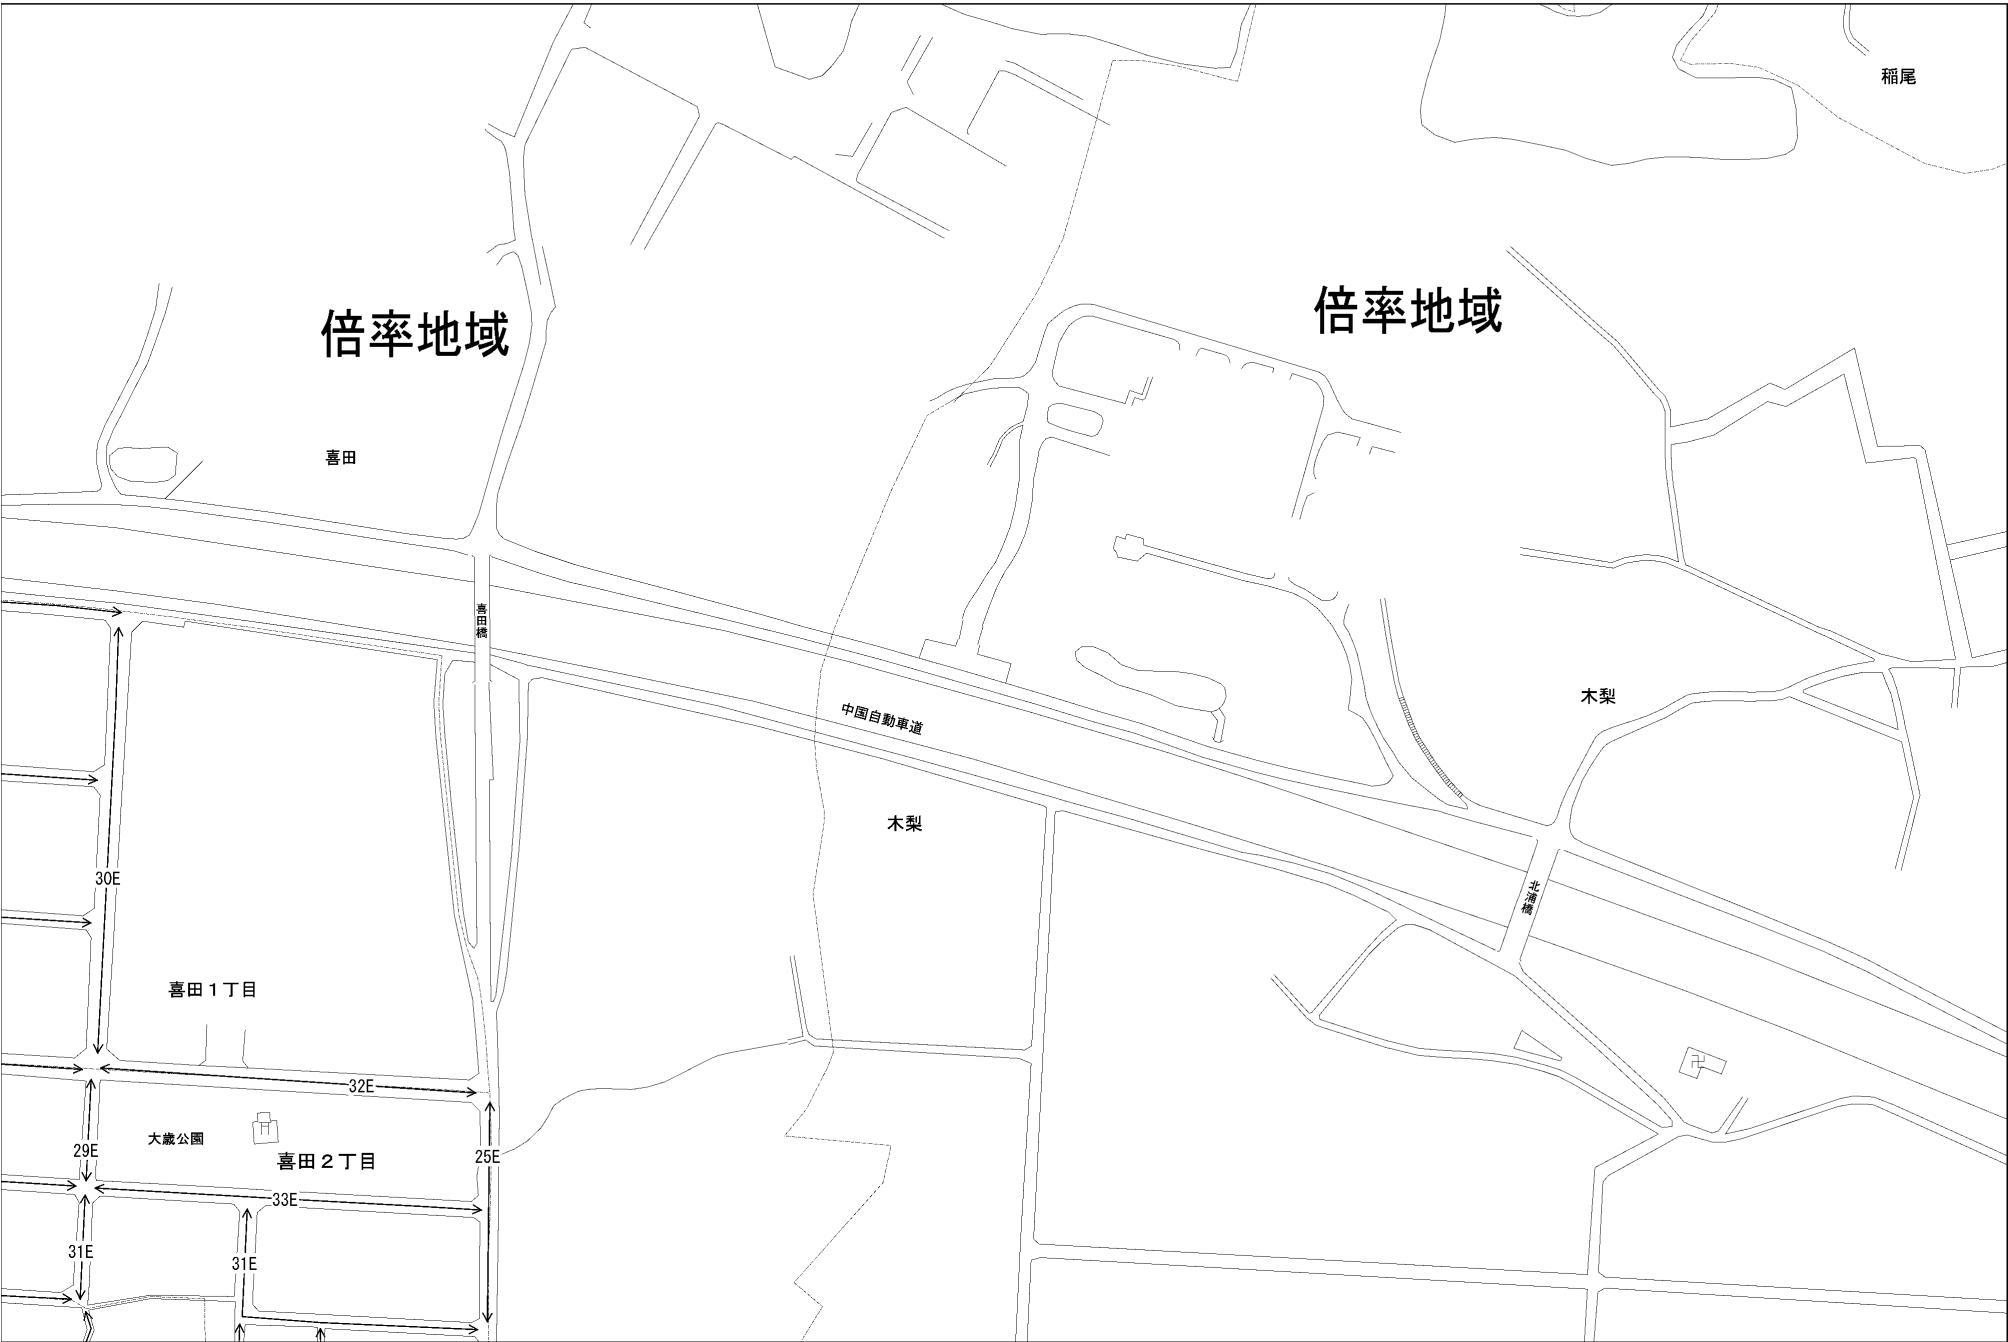 稲尾
倍率地域
倍率地域
喜田
喜田橋
木梨
中国自動車道
木梨
30E
北浦橋
喜田1丁目
32E
大歳公園
29E
喜田2丁目
25E
33E
31E
31E